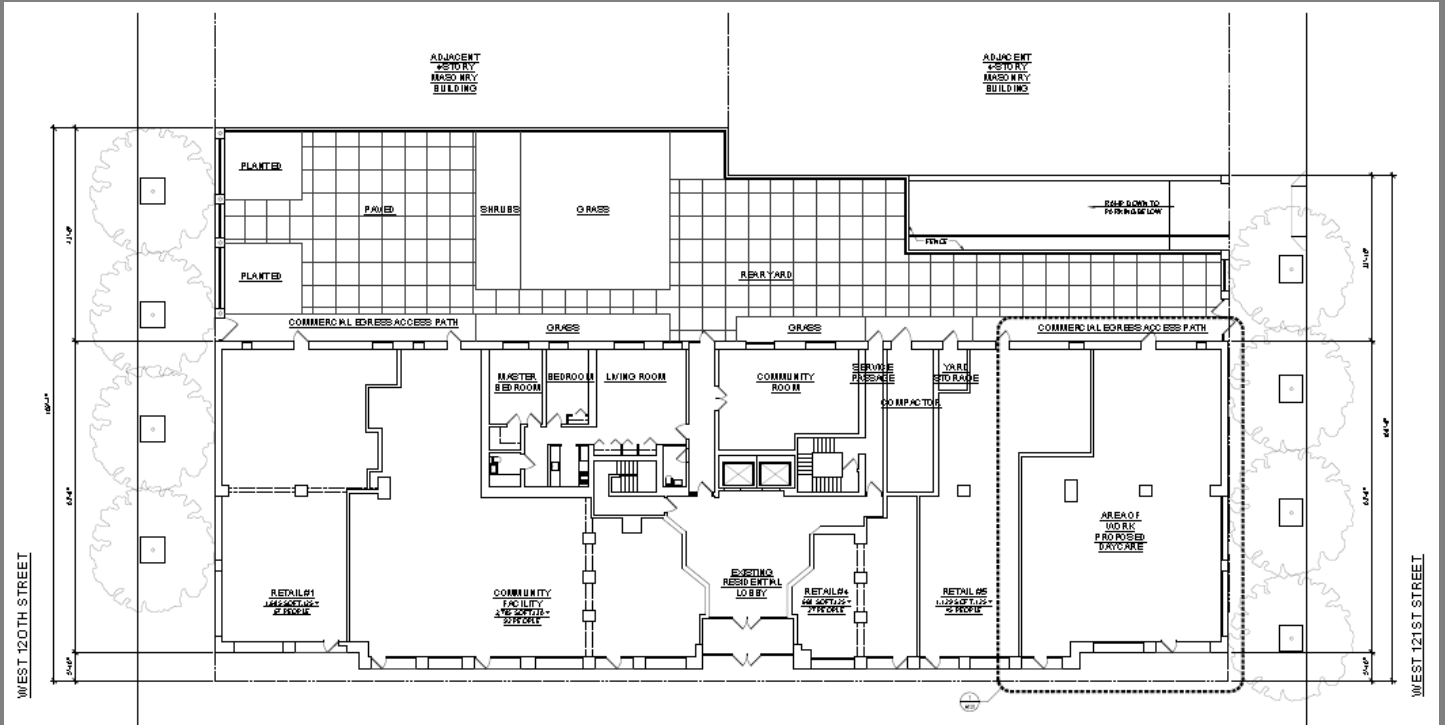 ADJACENT
4-STORY
MASONRY
BUILDING
ADJACENT
4-STORY
MASONRY
BUILDING
PLANTED
PAVED
SHRUBS
GRASS
RAMP DOWN TO
PARKING BELOW
FENCE
PLANTED
REAR YARD
COMMERCIAL EGRESS ACCESS PATH
GRASS
GRASS
COMMERCIAL EGRESS ACCESS PATH
MASTER
BEDROOM
BEDROOM
LIVING ROOM
COMMUNITY
ROOM
SERVICE
PASSAGE
YARD
STORAGE
COMPACTOR
AREA OF
WORK
PROPOSED
DAYCARE
EXISTING
RESIDENTIAL
LOBBY
RETAIL#1
COMMUNITY
FACILITY
RETAIL#4
RETAIL#5
WEST 120TH STREET
WEST 121ST STREET